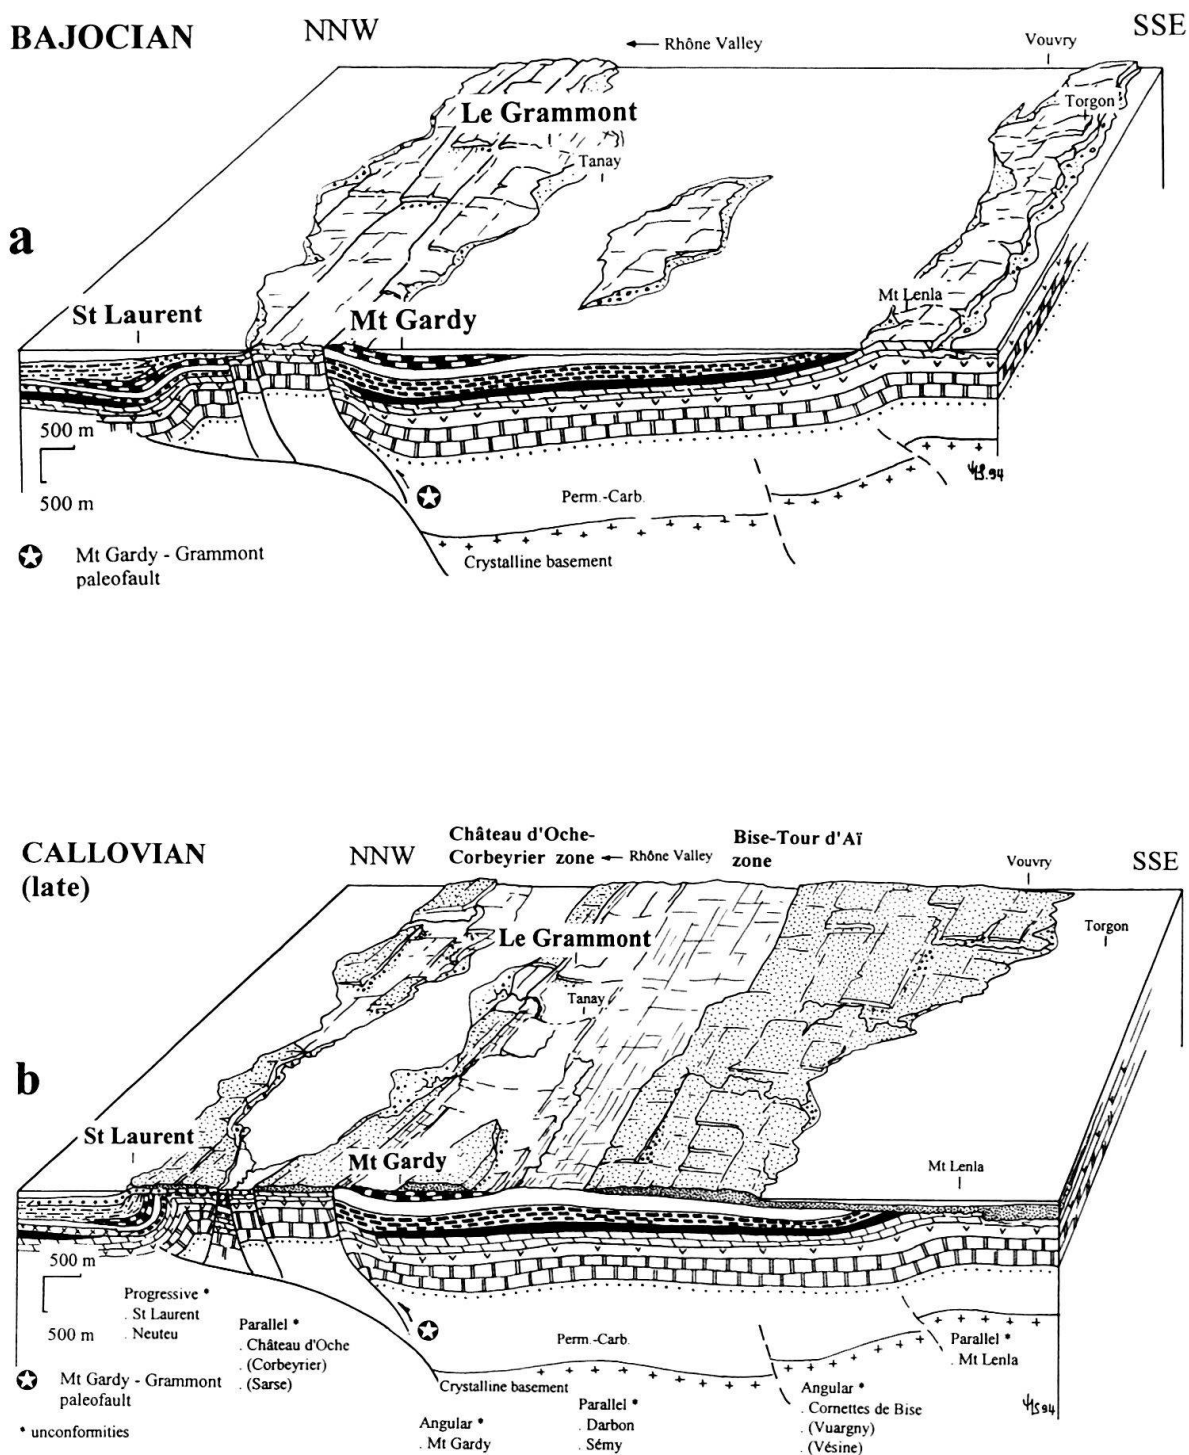 BAJOCIAN
NNW
← Rhône Valley
Vouvry
SSE
Torgon
Le Grammont
Tanay
a
St Laurent
Mt Gardy
Mt Lenla
500 m
500 m
Perm.-Carb.
Crystalline basement
Mt Gardy - Grammont
paleofault
CALLOVIAN
(late)
NNW
Château d'Oche-
Corbeyrier zone
← Rhône Valley
Bise-Tour d'Aï
zone
Vouvry
SSE
Torgon
Le Grammont
Tanay
b
St Laurent
Mt Gardy
Mt Lenla
500 m
500 m
Progressive *
. St Laurent
. Neuteu
Parallel *
. Château d'Oche
. (Corbeyrier)
. (Sarse)
Perm.-Carb.
Crystalline basement
Parallel *
. Mt Lenla
Mt Gardy - Grammont
paleofault
* unconformities
Angular *
. Mt Gardy
Parallel *
. Darbon
. Sémy
Angular *
. Cornettes de Bise
. (Vuargny)
. (Vésine)